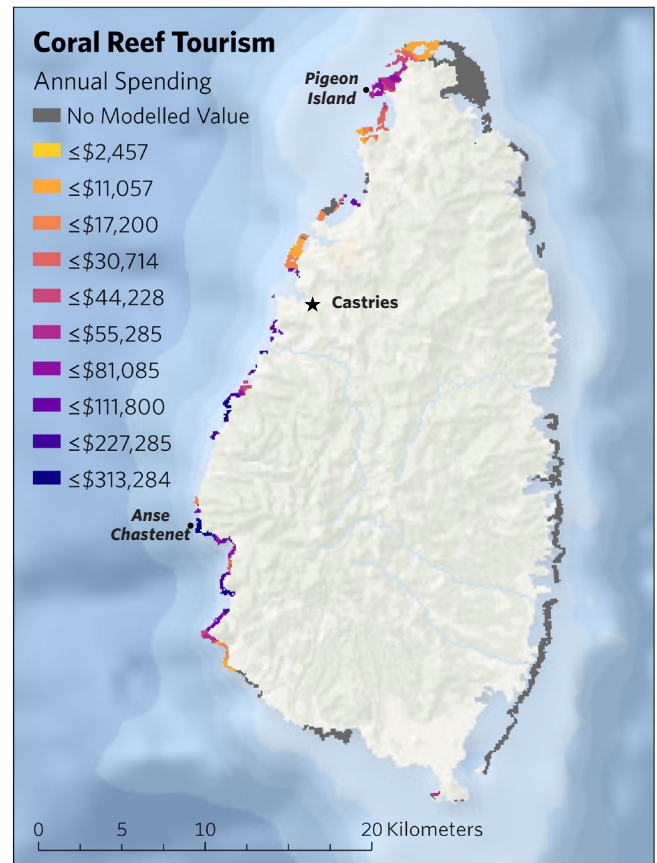 Coral Reef Tourism
Annual Spending
No Modelled Value
≤$2,457
≤$11,057
≤$17,200
≤$30,714
≤$44,228
≤$55,285
≤$81,085
≤$111,800
≤$227,285
≤$313,284
Pigeon
Island
Castries
Anse
Chastenet
0 5 10 20 Kilometers